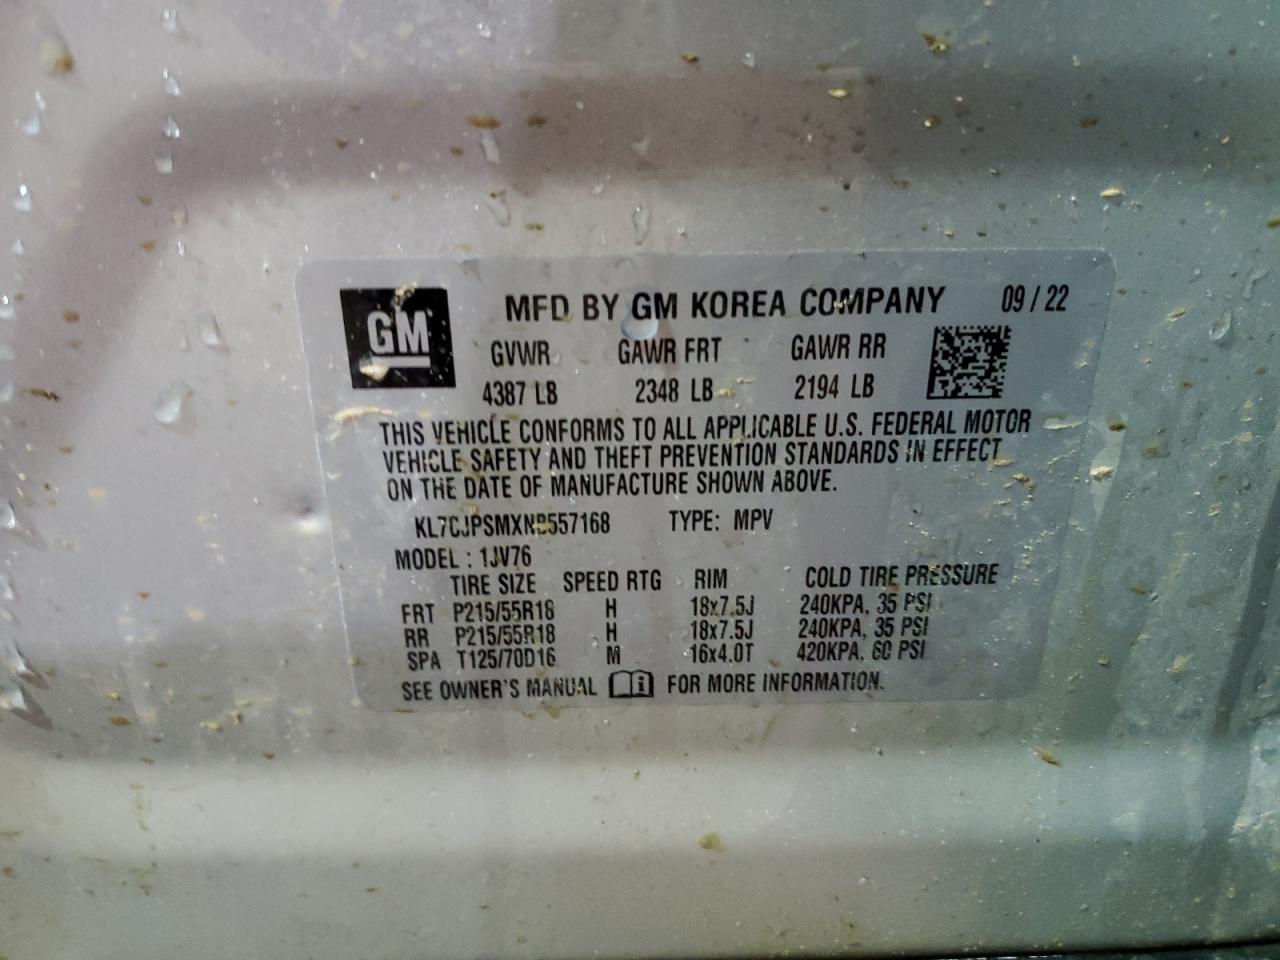 GM
MFD BY GM KOREA COMPANY 09 / 22
GVWR GAWR FRT GAWR RR
4387 LB 2348 LB 2194 LB
THIS VEHICLE CONFORMS TO ALL APPLICABLE U.S. FEDERAL MOTOR
VEHICLE SAFETY AND THEFT PREVENTION STANDARDS IN EFFECT
ON THE DATE OF MANUFACTURE SHOWN ABOVE.
KL7CJPSMXNB557168 TYPE: MPV
MODEL : 1JV76
TIRE SIZE SPEED RTG RIM COLD TIRE PRESSURE
FRT P215/55R18 H 18x7.5J 240KPA, 35 PSI
RR P215/55R18 H 18x7.5J 240KPA, 35 PSI
SPA T125/70D16 M 16x4.0T 420KPA, 60 PSI
SEE OWNER'S MANUAL FOR MORE INFORMATION.